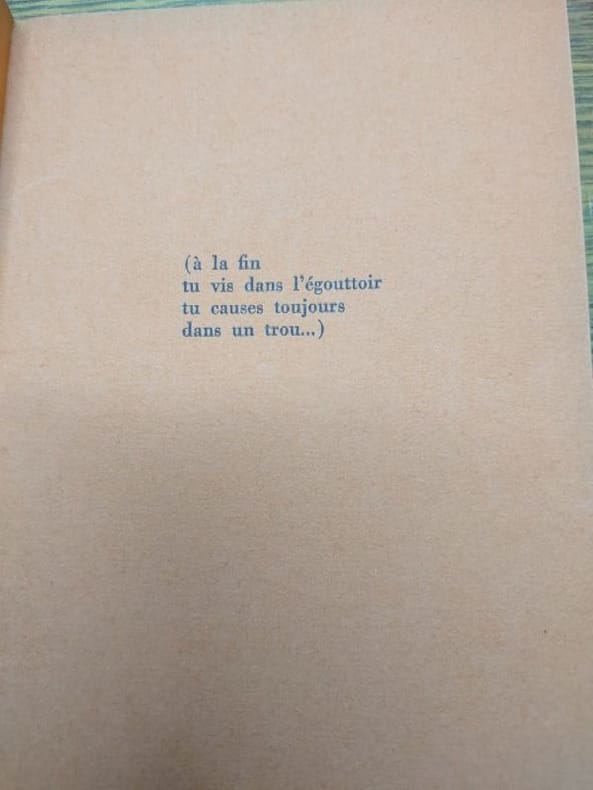 (à la fin
tu vis dans l'égouttoir
tu causes toujours
dans un trou...)